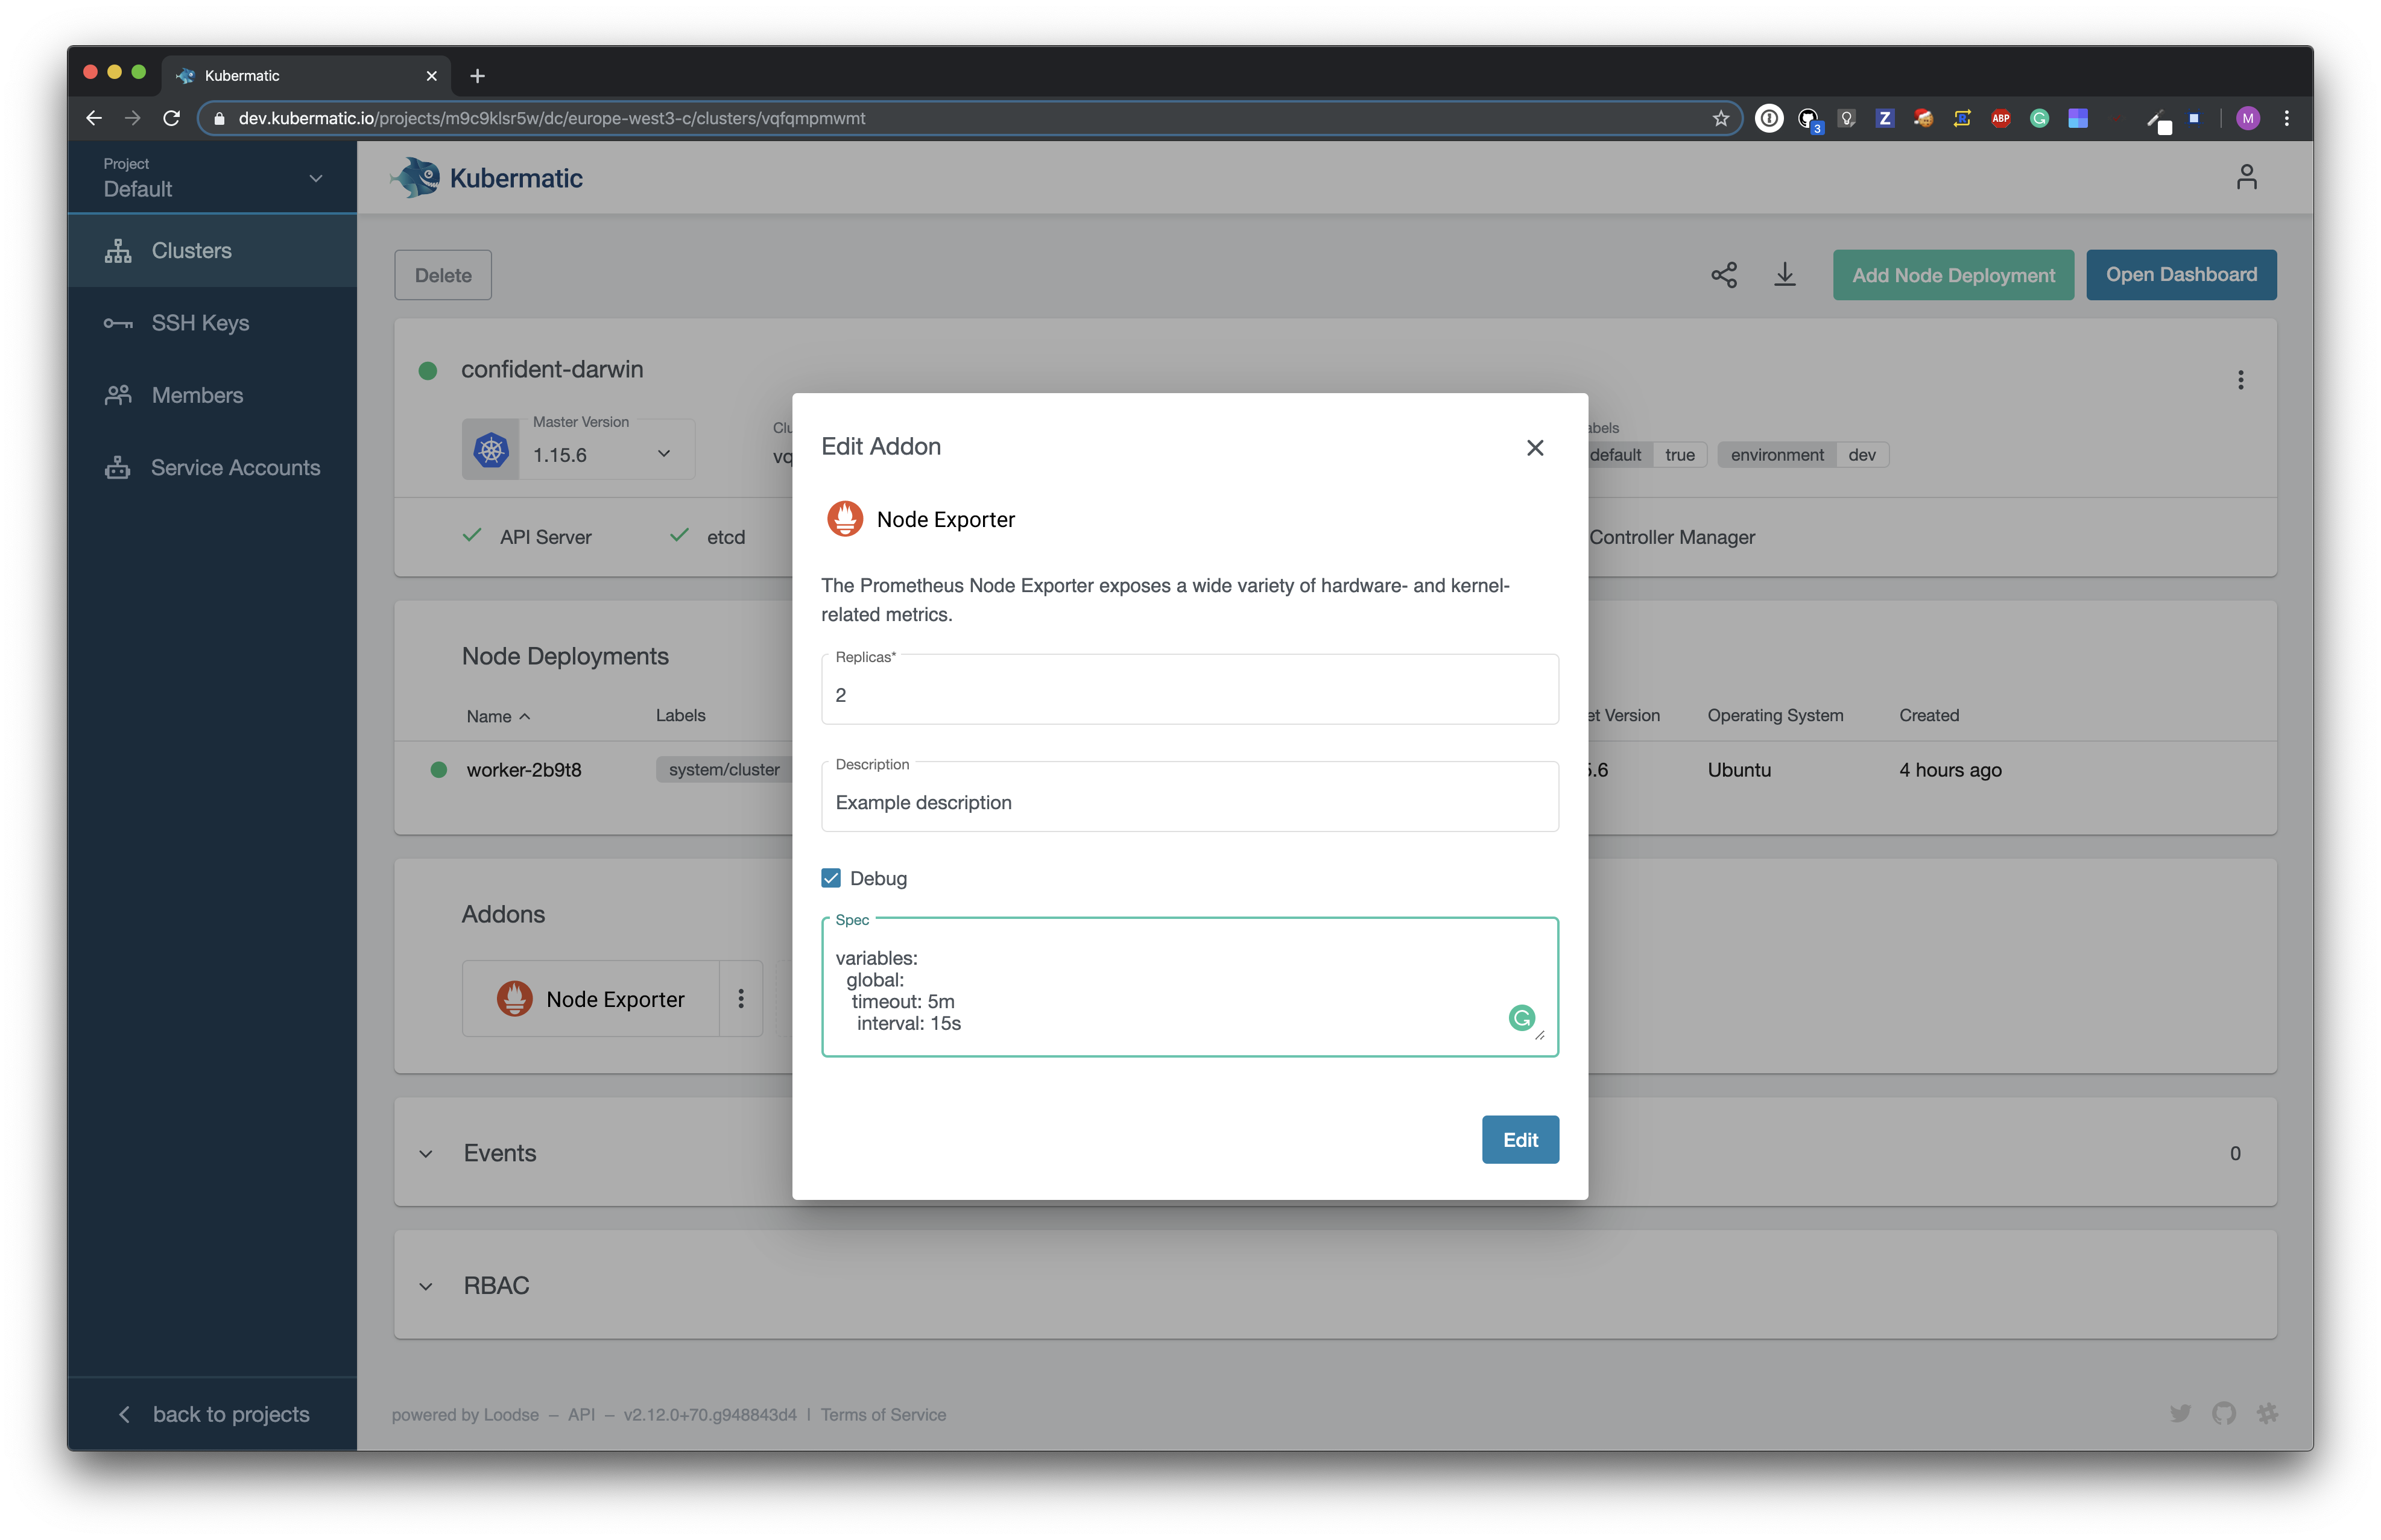 Kubermatic
dev.kubermatic.io/projects/m9c9klsr5w/dc/europe-west3-c/clusters/vqfqmpmwmt
3
Z
ABP
M
Project
Default
Kubermatic
Clusters
SSH Keys
Members
Service Accounts
back to projects
Delete
Add Node Deployment
Open Dashboard
confident-darwin
Master Version
1.15.6
default
true
environment
dev
API Server
etcd
Controller Manager
Node Deployments
Name
Labels
Version
Operating System
Created
worker-2b9t8
system/cluster
Ubuntu
4 hours ago
Addons
Node Exporter
Events
0
RBAC
Edit Addon
Node Exporter
The Prometheus Node Exporter exposes a wide variety of hardware- and kernel-
related metrics.
Replicas*
2
Description
Example description
Debug
Spec
variables:
global:
timeout: 5m
interval: 15s
Edit
powered by Loodse – API – v2.12.0+70.g948843d4 | Terms of Service